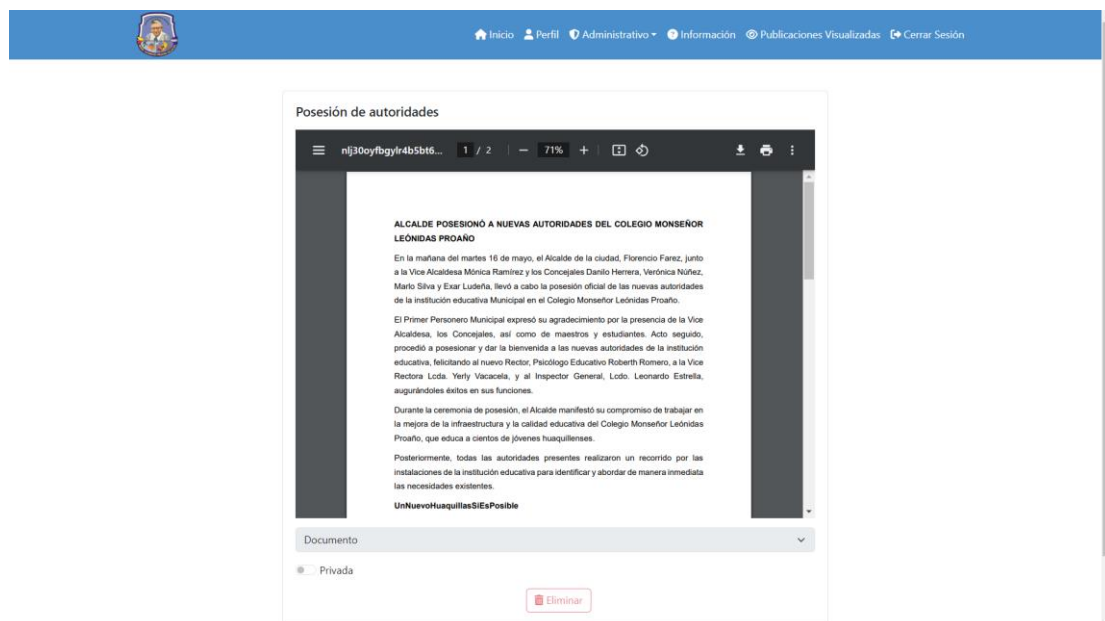 Inicio Perfil Administrativo Información Publicaciones Visualizadas Cerrar Sesión
Posesión de autoridades
nlj30oyfbgylr4b5bt6... 1 / 2 71%
ALCALDE POSESIONÓ A NUEVAS AUTORIDADES DEL COLEGIO MONSEÑOR
LEÓNIDAS PROAÑO
En la mañana del martes 16 de mayo, el Alcalde de la ciudad, Florencio Farez, junto
a la Vice Alcaldesa Mónica Ramírez y los Concejales Danilo Herrera, Verónica Núñez,
Marlo Silva y Exar Ludeña, llevó a cabo la posesión oficial de las nuevas autoridades
de la institución educativa Municipal en el Colegio Monseñor Leónidas Proaño.
El Primer Personero Municipal expresó su agradecimiento por la presencia de la Vice
Alcaldesa, los Concejales, así como de maestros y estudiantes. Acto seguido,
procedió a posesionar y dar la bienvenida a las nuevas autoridades de la institución
educativa, felicitando al nuevo Rector, Psicólogo Educativo Roberth Romero, a la Vice
Rectora Lcda. Yerly Vacacela, y al Inspector General, Lcdo. Leonardo Estrella,
augurándoles éxitos en sus funciones.
Durante la ceremonia de posesión, el Alcalde manifestó su compromiso de trabajar en
la mejora de la infraestructura y la calidad educativa del Colegio Monseñor Leónidas
Proaño, que educa a cientos de jóvenes huaquillenses.
Posteriormente, todas las autoridades presentes realizaron un recorrido por las
instalaciones de la institución educativa para identificar y abordar de manera inmediata
las necesidades existentes.
UnNuevoHuaquillasSiEsPosible
Documento
Privada
Eliminar